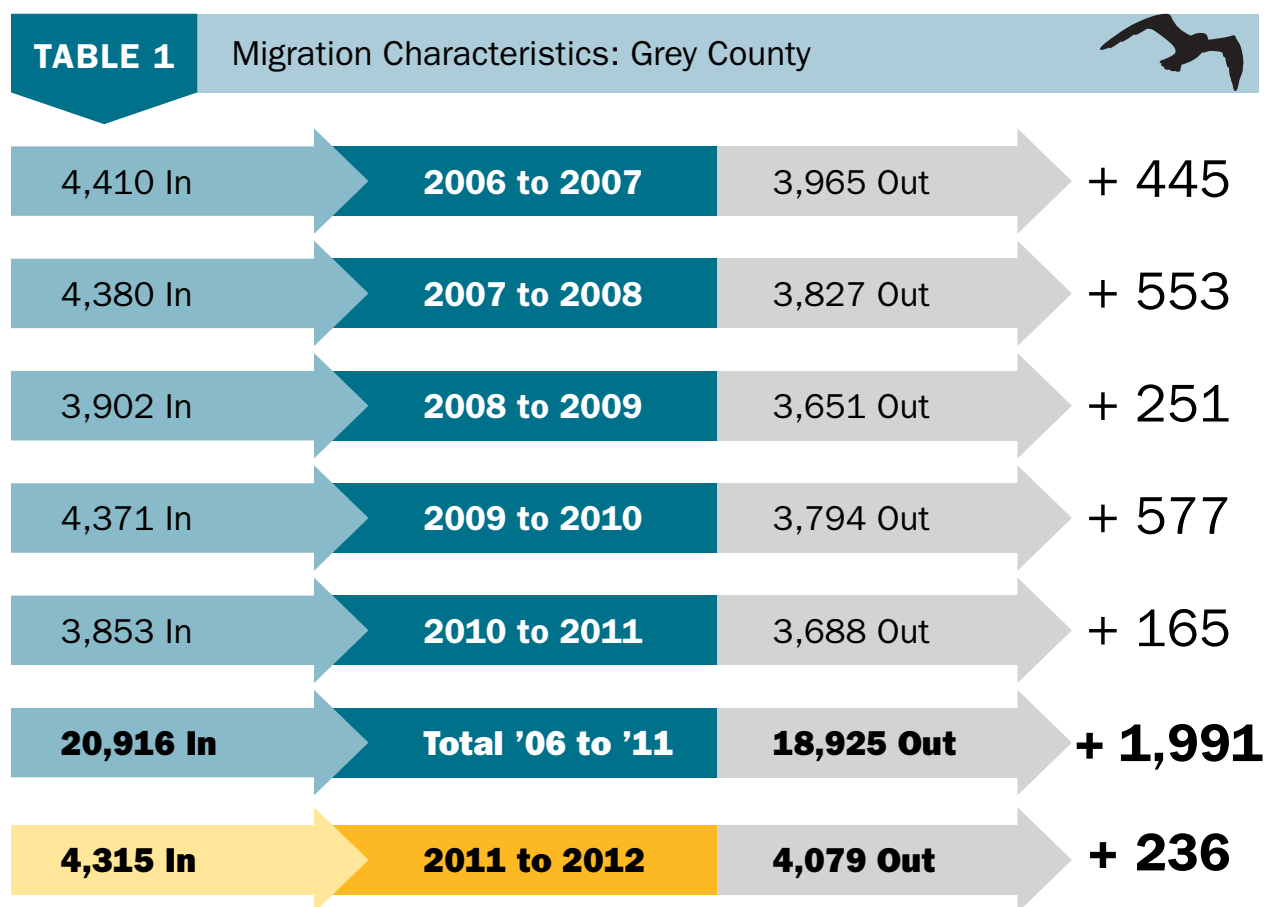 TABLE 1 Migration Characteristics: Grey County
4,410 In 2006 to 2007 3,965 Out + 445
4,380 In 2007 to 2008 3,827 Out + 553
3,902 In 2008 to 2009 3,651 Out + 251
4,371 In 2009 to 2010 3,794 Out + 577
3,853 In 2010 to 2011 3,688 Out + 165
20,916 In Total ’06 to ’11 18,925 Out + 1,991
4,315 In 2011 to 2012 4,079 Out + 236